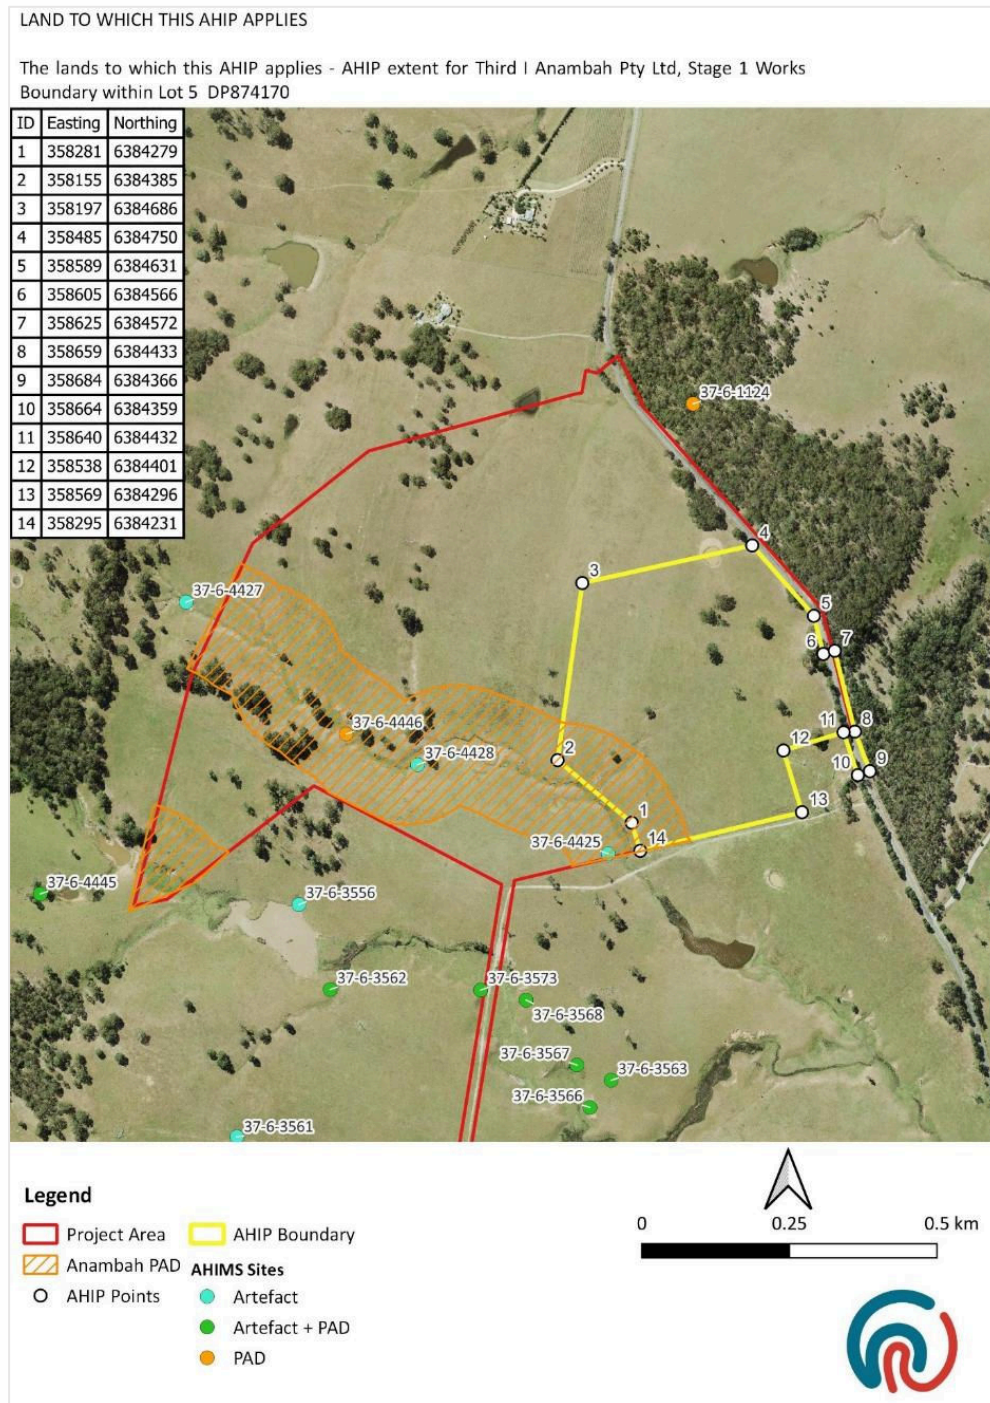 LAND TO WHICH THIS AHIP APPLIES
The lands to which this AHIP applies - AHIP extent for Third I Anambah Pty Ltd, Stage 1 Works
Boundary within Lot 5 DP874170
ID Easting Northing
1 358281 6384279
2 358155 6384385
3 358197 6384686
4 358485 6384750
5 358589 6384631
6 358605 6384566
7 358625 6384572
8 358659 6384433
9 358684 6384366
10 358664 6384359
11 358640 6384432
12 358538 6384401
13 358569 6384296
14 358295 6384231
37-6-1124
4
3
37-6-4427
5
6
7
37-6-4446
11
8
12
2
37-6-4428
10
9
13
1
37-6-4425
14
37-6-4445
37-6-3556
37-6-3562
37-6-3573
37-6-3568
37-6-3567
37-6-3563
37-6-3566
37-6-3561
Legend
Project Area
AHIP Boundary
Anambah PAD
AHIMS Sites
AHIP Points
Artefact
Artefact + PAD
PAD
0 0.25 0.5 km